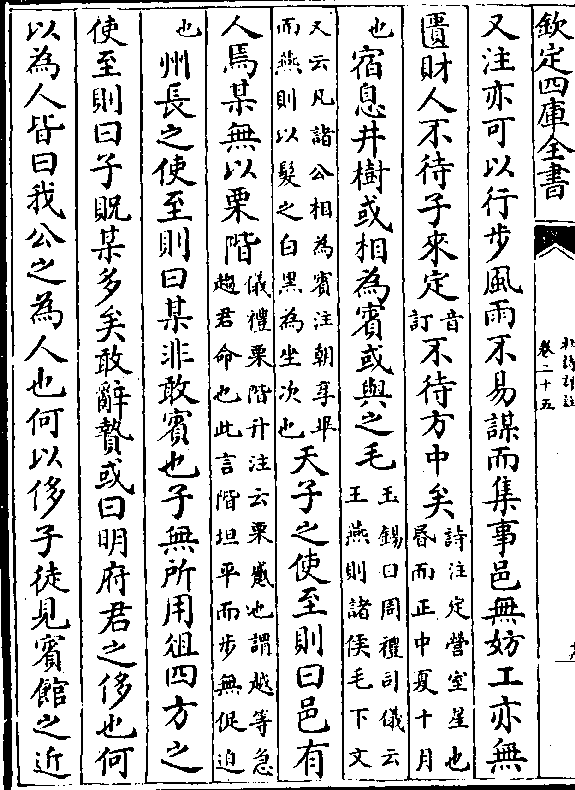 欽定四庫全書
杜詩詳註
卷二十五
又注亦可以行步風雨不易謀而集事邑無妨工亦無
匱財人不待子來定音訂不待方中矣詩注定營室星也昏而正中夏十月
也宿息井樹或相為賓或與之毛王錫曰周禮司儀云王燕則諸侯毛下文
又云凡諸公相為賓注朝享畢而燕則以髮之白黑為坐次也天子之使至則曰邑有
人焉某無以栗階儀禮栗階升注云栗蹙也謂越等急趨君命也此言階坦平而步無促迫
也州長之使至則曰某非敢賓也子無所用俎四方之
使至則曰子貺某多矣敢辭贄或曰明府君之侈也何
以為人皆曰我公之為人也何以侈子徒見賓館之近